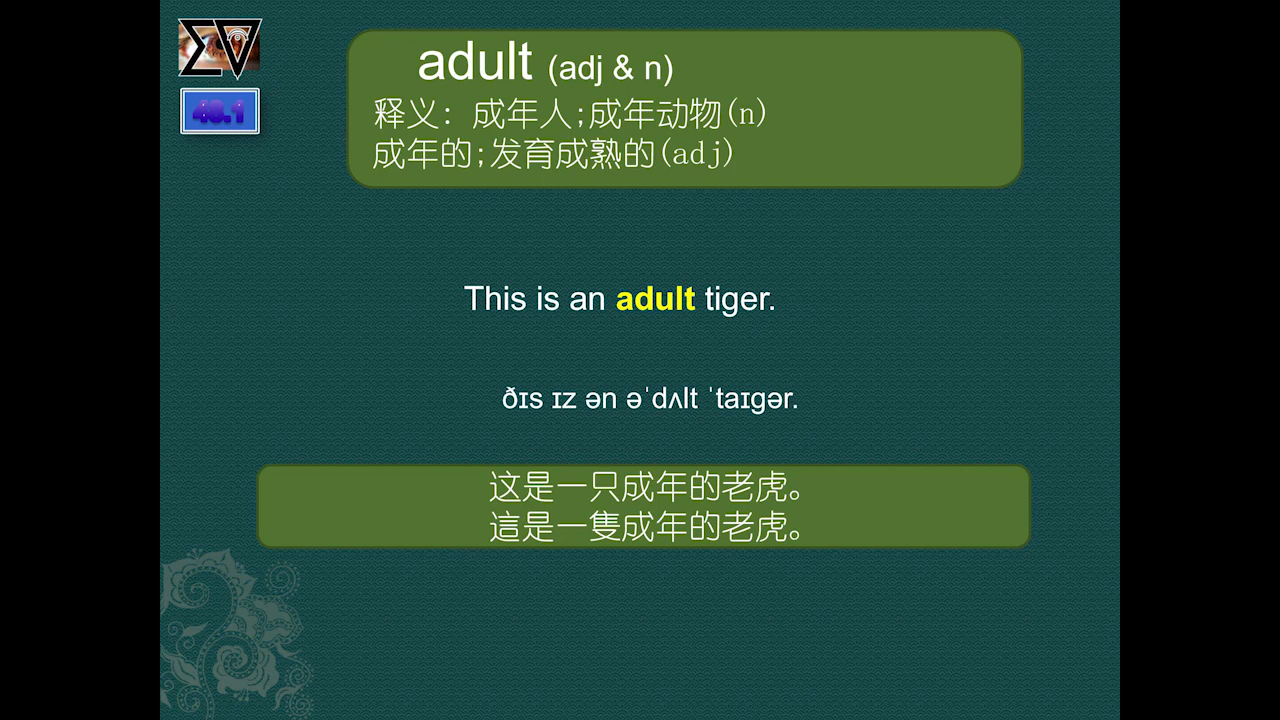 48.1
adult (adj & n)
释义: 成年人;成年动物(n)
成年的;发育成熟的(adj)
This is an adult tiger.
ðɪs ɪz ən əˈdʌlt ˈtaɪgər.
这是一只成年的老虎。
這是一隻成年的老虎。